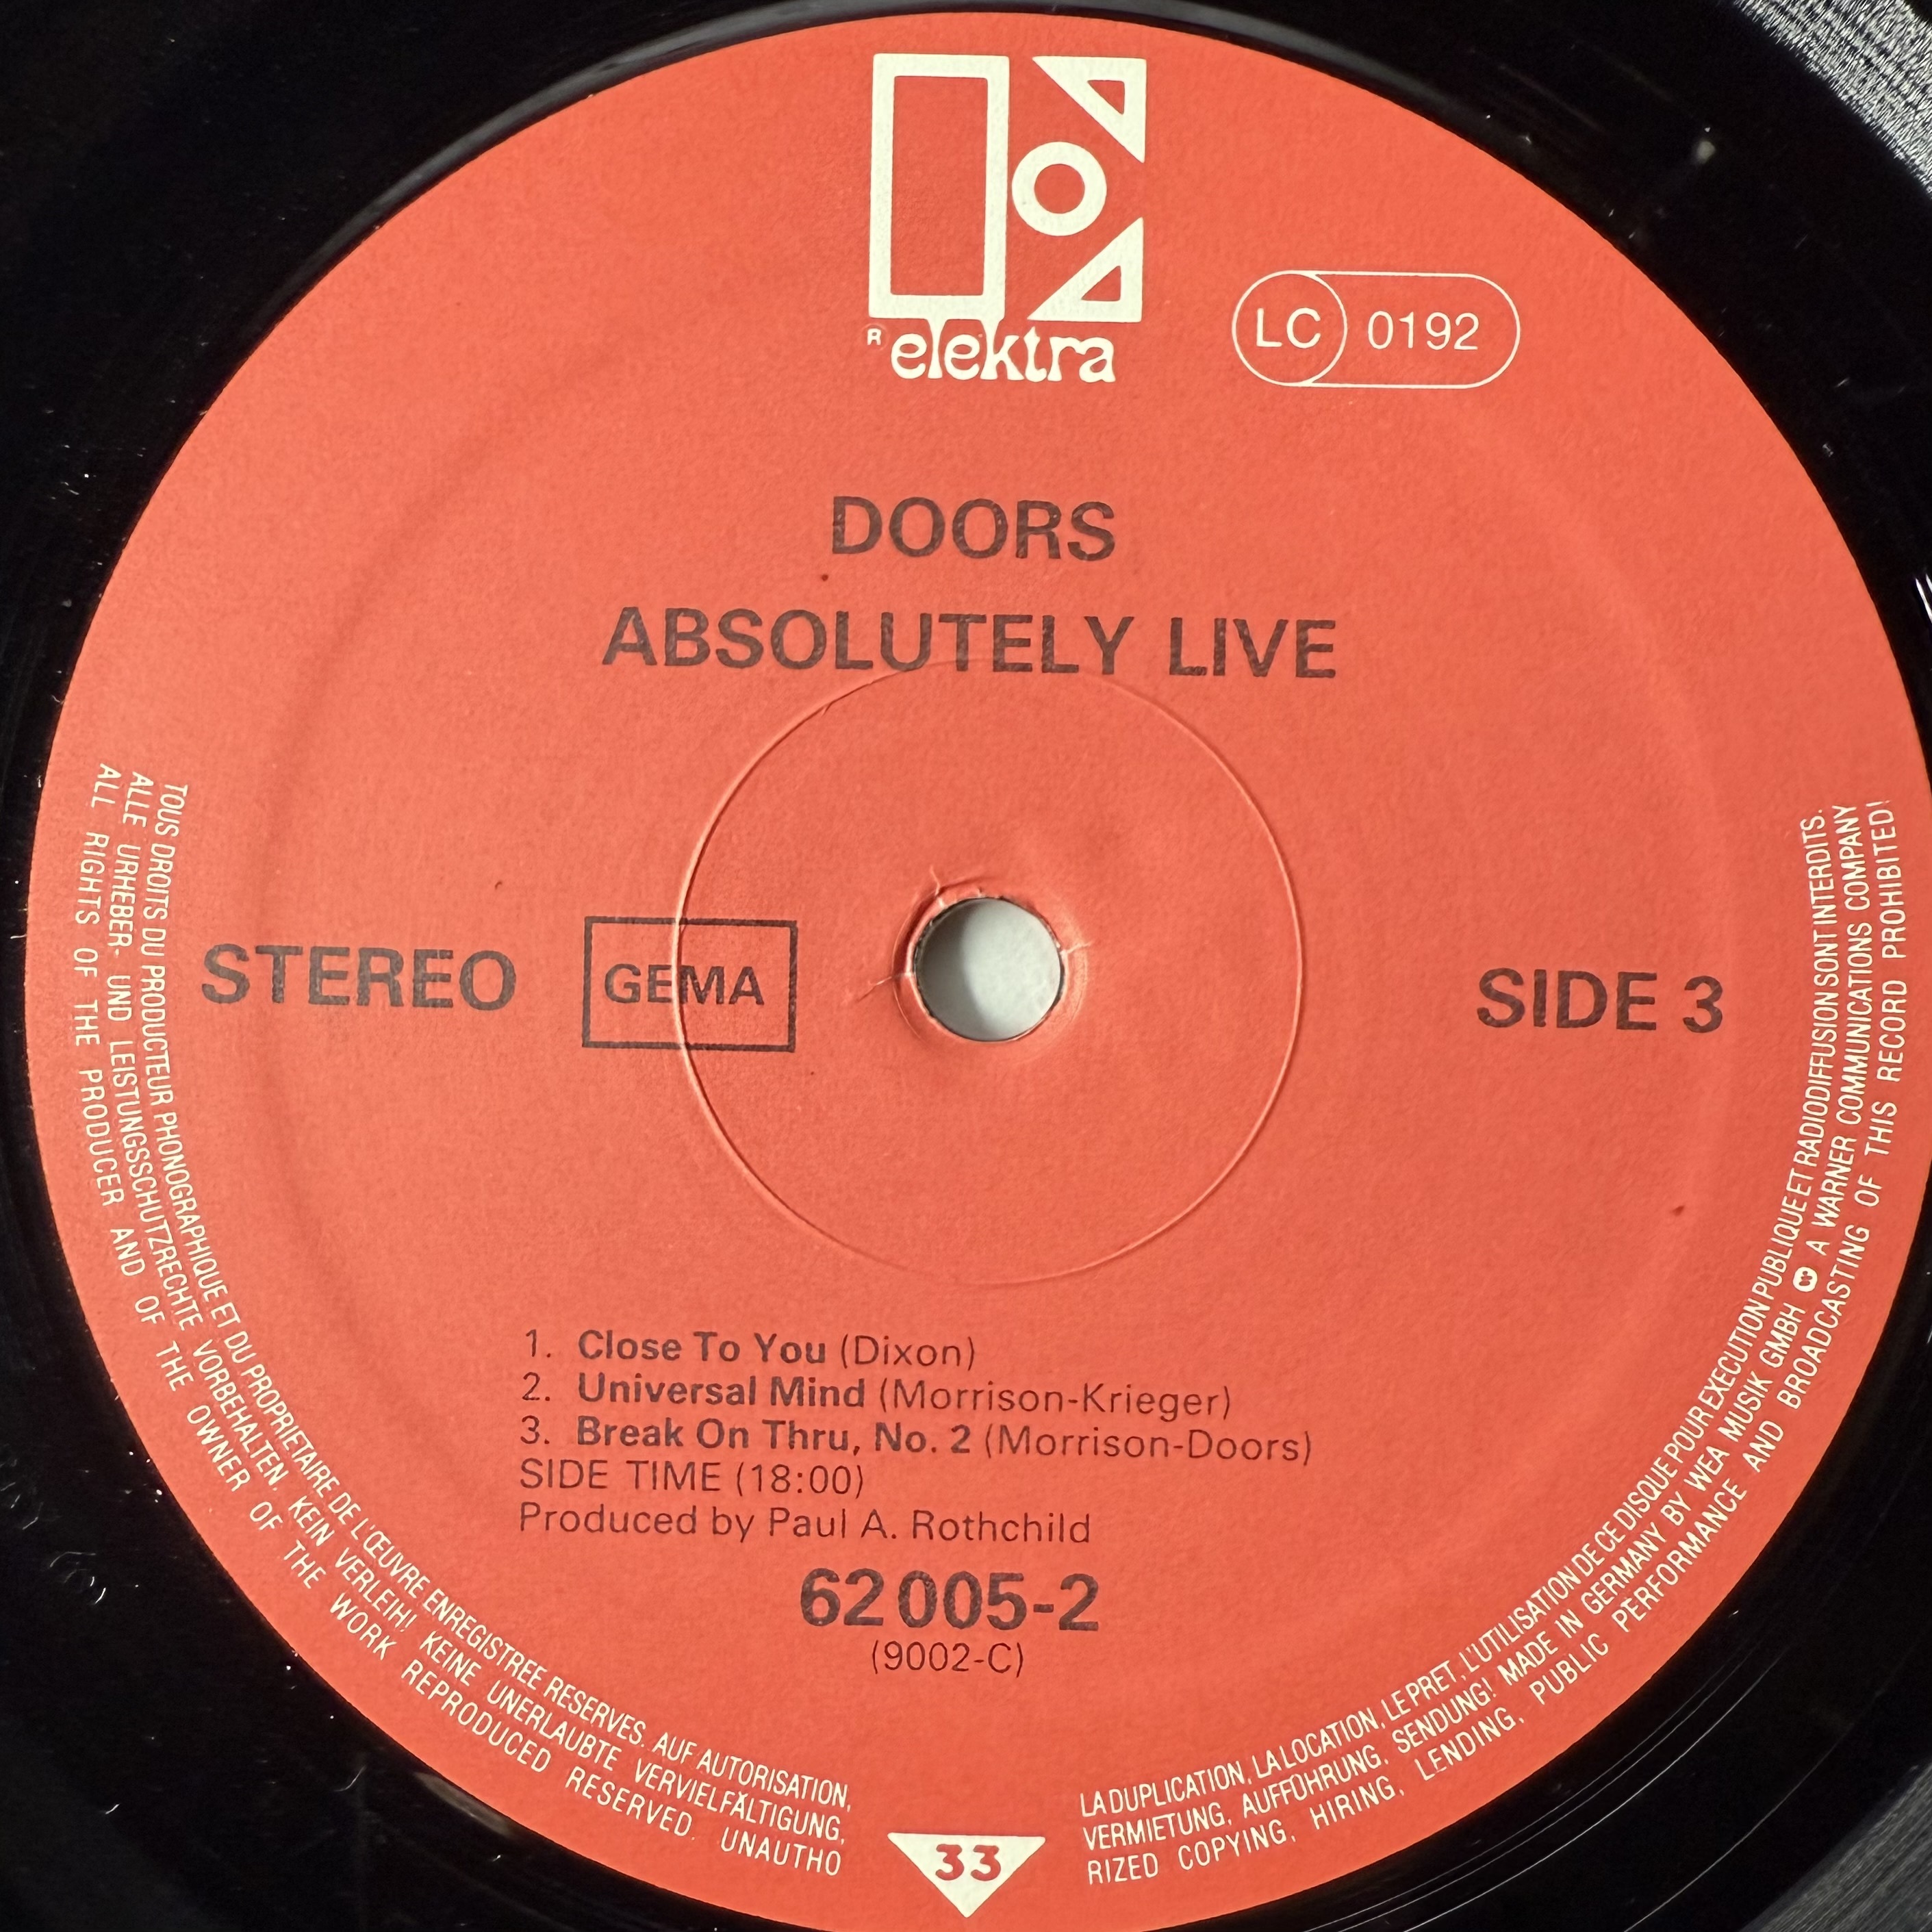 ® elektra
LC 0192
DOORS
ABSOLUTELY LIVE
STEREO
GEMA
SIDE 3
1. Close To You (Dixon)
2. Universal Mind (Morrison-Krieger)
3. Break On Thru, No. 2 (Morrison-Doors)
SIDE TIME (18:00)
Produced by Paul A. Rothchild
62 005-2
(9002-C)
33
TOUS DROITS DU PRODUCTEUR PHONOGRAPHIQUE ET DU PROPRIETAIRE DE L'ŒUVRE ENREGISTREE RESERVES. AUF AUTORISATION, LA DUPLICATION, LA LOCATION, LE PRET, L'UTILISATION DE CE DISQUE POUR EXECUTION PUBLIQUE ET RADIODIFFUSION SONT INTERDITS.
ALLE URHEBER- UND LEISTUNGSSCHUTZRECHTE VORBEHALTEN. KEIN VERLEIH! KEINE UNERLAUBTE VERVIELFÄLTIGUNG, VERMIETUNG, AUFFÜHRUNG, SENDUNG! MADE IN GERMANY BY WEA MUSIK GMBH A WARNER COMMUNICATIONS COMPANY
ALL RIGHTS OF THE PRODUCER AND OF THE OWNER OF THE WORK REPRODUCED RESERVED. UNAUTHORIZED COPYING, HIRING, LENDING, PUBLIC PERFORMANCE AND BROADCASTING OF THIS RECORD PROHIBITED!